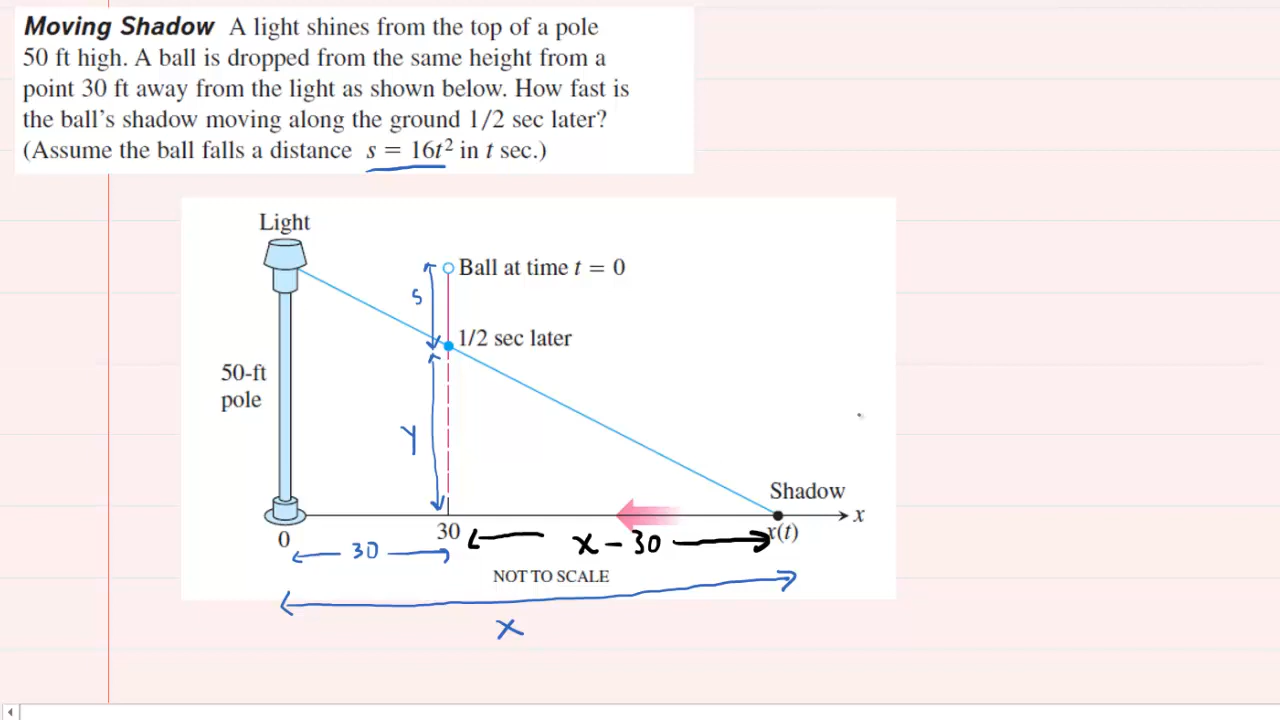 Moving Shadow A light shines from the top of a pole
50 ft high. A ball is dropped from the same height from a
point 30 ft away from the light as shown below. How fast is
the ball's shadow moving along the ground 1/2 sec later?
(Assume the ball falls a distance s = 16t² in t sec.)
Light
Ball at time t = 0
s
1/2 sec later
50-ft
pole
y
Shadow
x
0
30
x(t)
30
x − 30
NOT TO SCALE
x